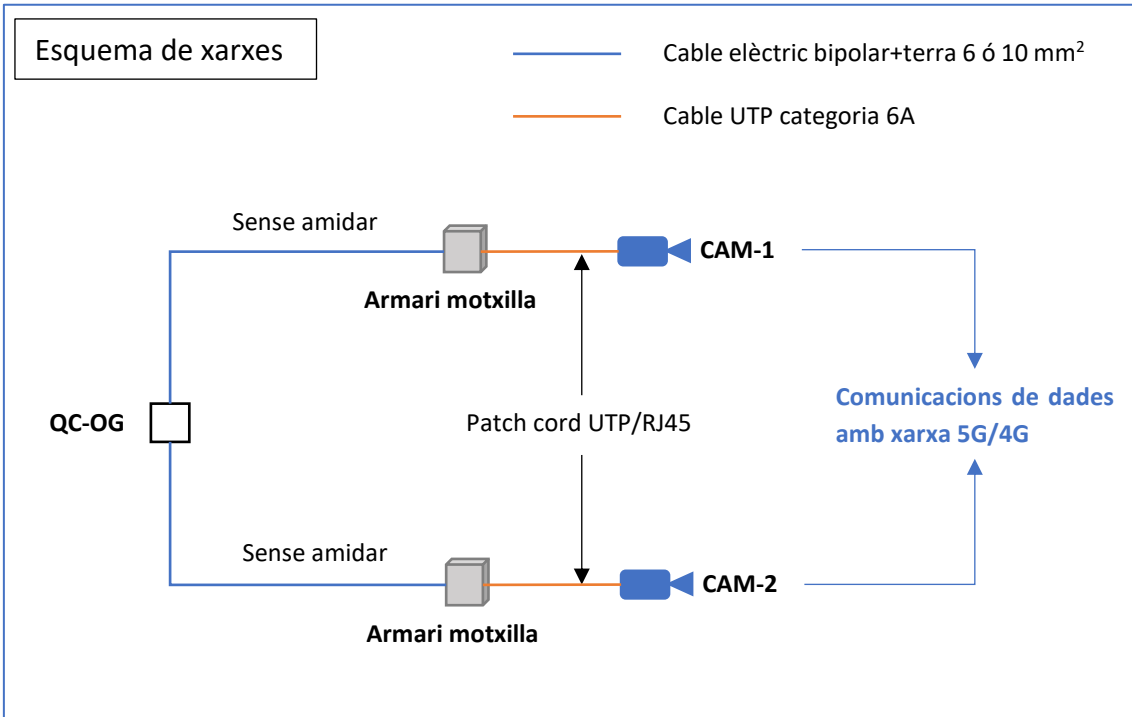 Esquema de xarxes
Cable elèctric bipolar+terra 6 ó 10 mm²
Cable UTP categoria 6A
Sense amidar
CAM-1
Armari motxilla
QC-OG
Patch cord UTP/RJ45
Comunicacions de dades
amb xarxa 5G/4G
Sense amidar
CAM-2
Armari motxilla